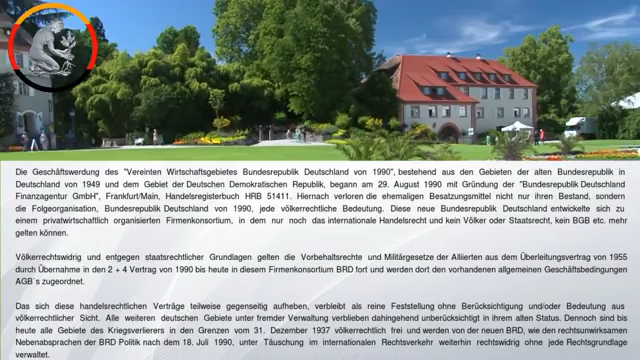 Die Geschäftswerdung des "Vereinten Wirtschaftsgebietes Bundesrepublik Deutschland von 1990", bestehend aus den Gebieten der alten Bundesrepublik in
Deutschland von 1949 und dem Gebiet der Deutschen Demokratischen Republik, begann am 29. August 1990 mit Gründung der "Bundesrepublik Deutschland
Finanzagentur GmbH", Frankfurt/Main, Handelsregisterbuch HRB 51411. Hiernach verloren die ehemaligen Besatzungsmittel nicht nur ihren Bestand, sondern
die Folgeorganisation, Bundesrepublik Deutschland von 1990, jede völkerrechtliche Bedeutung. Diese neue Bundesrepublik Deutschland entwickelte sich zu
einem privatwirtschaftlich organisierten Firmenkonsortium, in dem nur noch das internationale Handelsrecht und kein Völker oder Staatsrecht, kein BGB etc. mehr
gelten können.
Völkerrechtswidrig und entgegen staatsrechtlicher Grundlagen gelten die Vorbehaltsrechte und Militärgesetze der Alliierten aus dem Überleitungsvertrag von 1955
durch Übernahme in den 2 + 4 Vertrag von 1990 bis heute in diesem Firmenkonsortium BRD fort und werden dort den vorhandenen allgemeinen Geschäftsbedingungen
AGB´s zugeordnet.
Das sich diese handelsrechtlichen Verträge teilweise gegenseitig aufheben, verbleibt als reine Feststellung ohne Berücksichtigung und/oder Bedeutung aus
völkerrechtlicher Sicht. Alle weiteren deutschen Gebiete unter fremder Verwaltung verblieben dahingehend unberücksichtigt in ihrem alten Status. Dennoch sind bis
heute alle Gebiete des Kriegsverlierers in den Grenzen vom 31. Dezember 1937 völkerrechtlich frei und werden von der neuen BRD, wie den rechtsunwirksamen
Nebenabsprachen der BRD Politik nach dem 18. Juli 1990, unter Täuschung im internationalen Rechtsverkehr weiterhin rechtswidrig ohne jede Rechtsgrundlage
verwaltet.